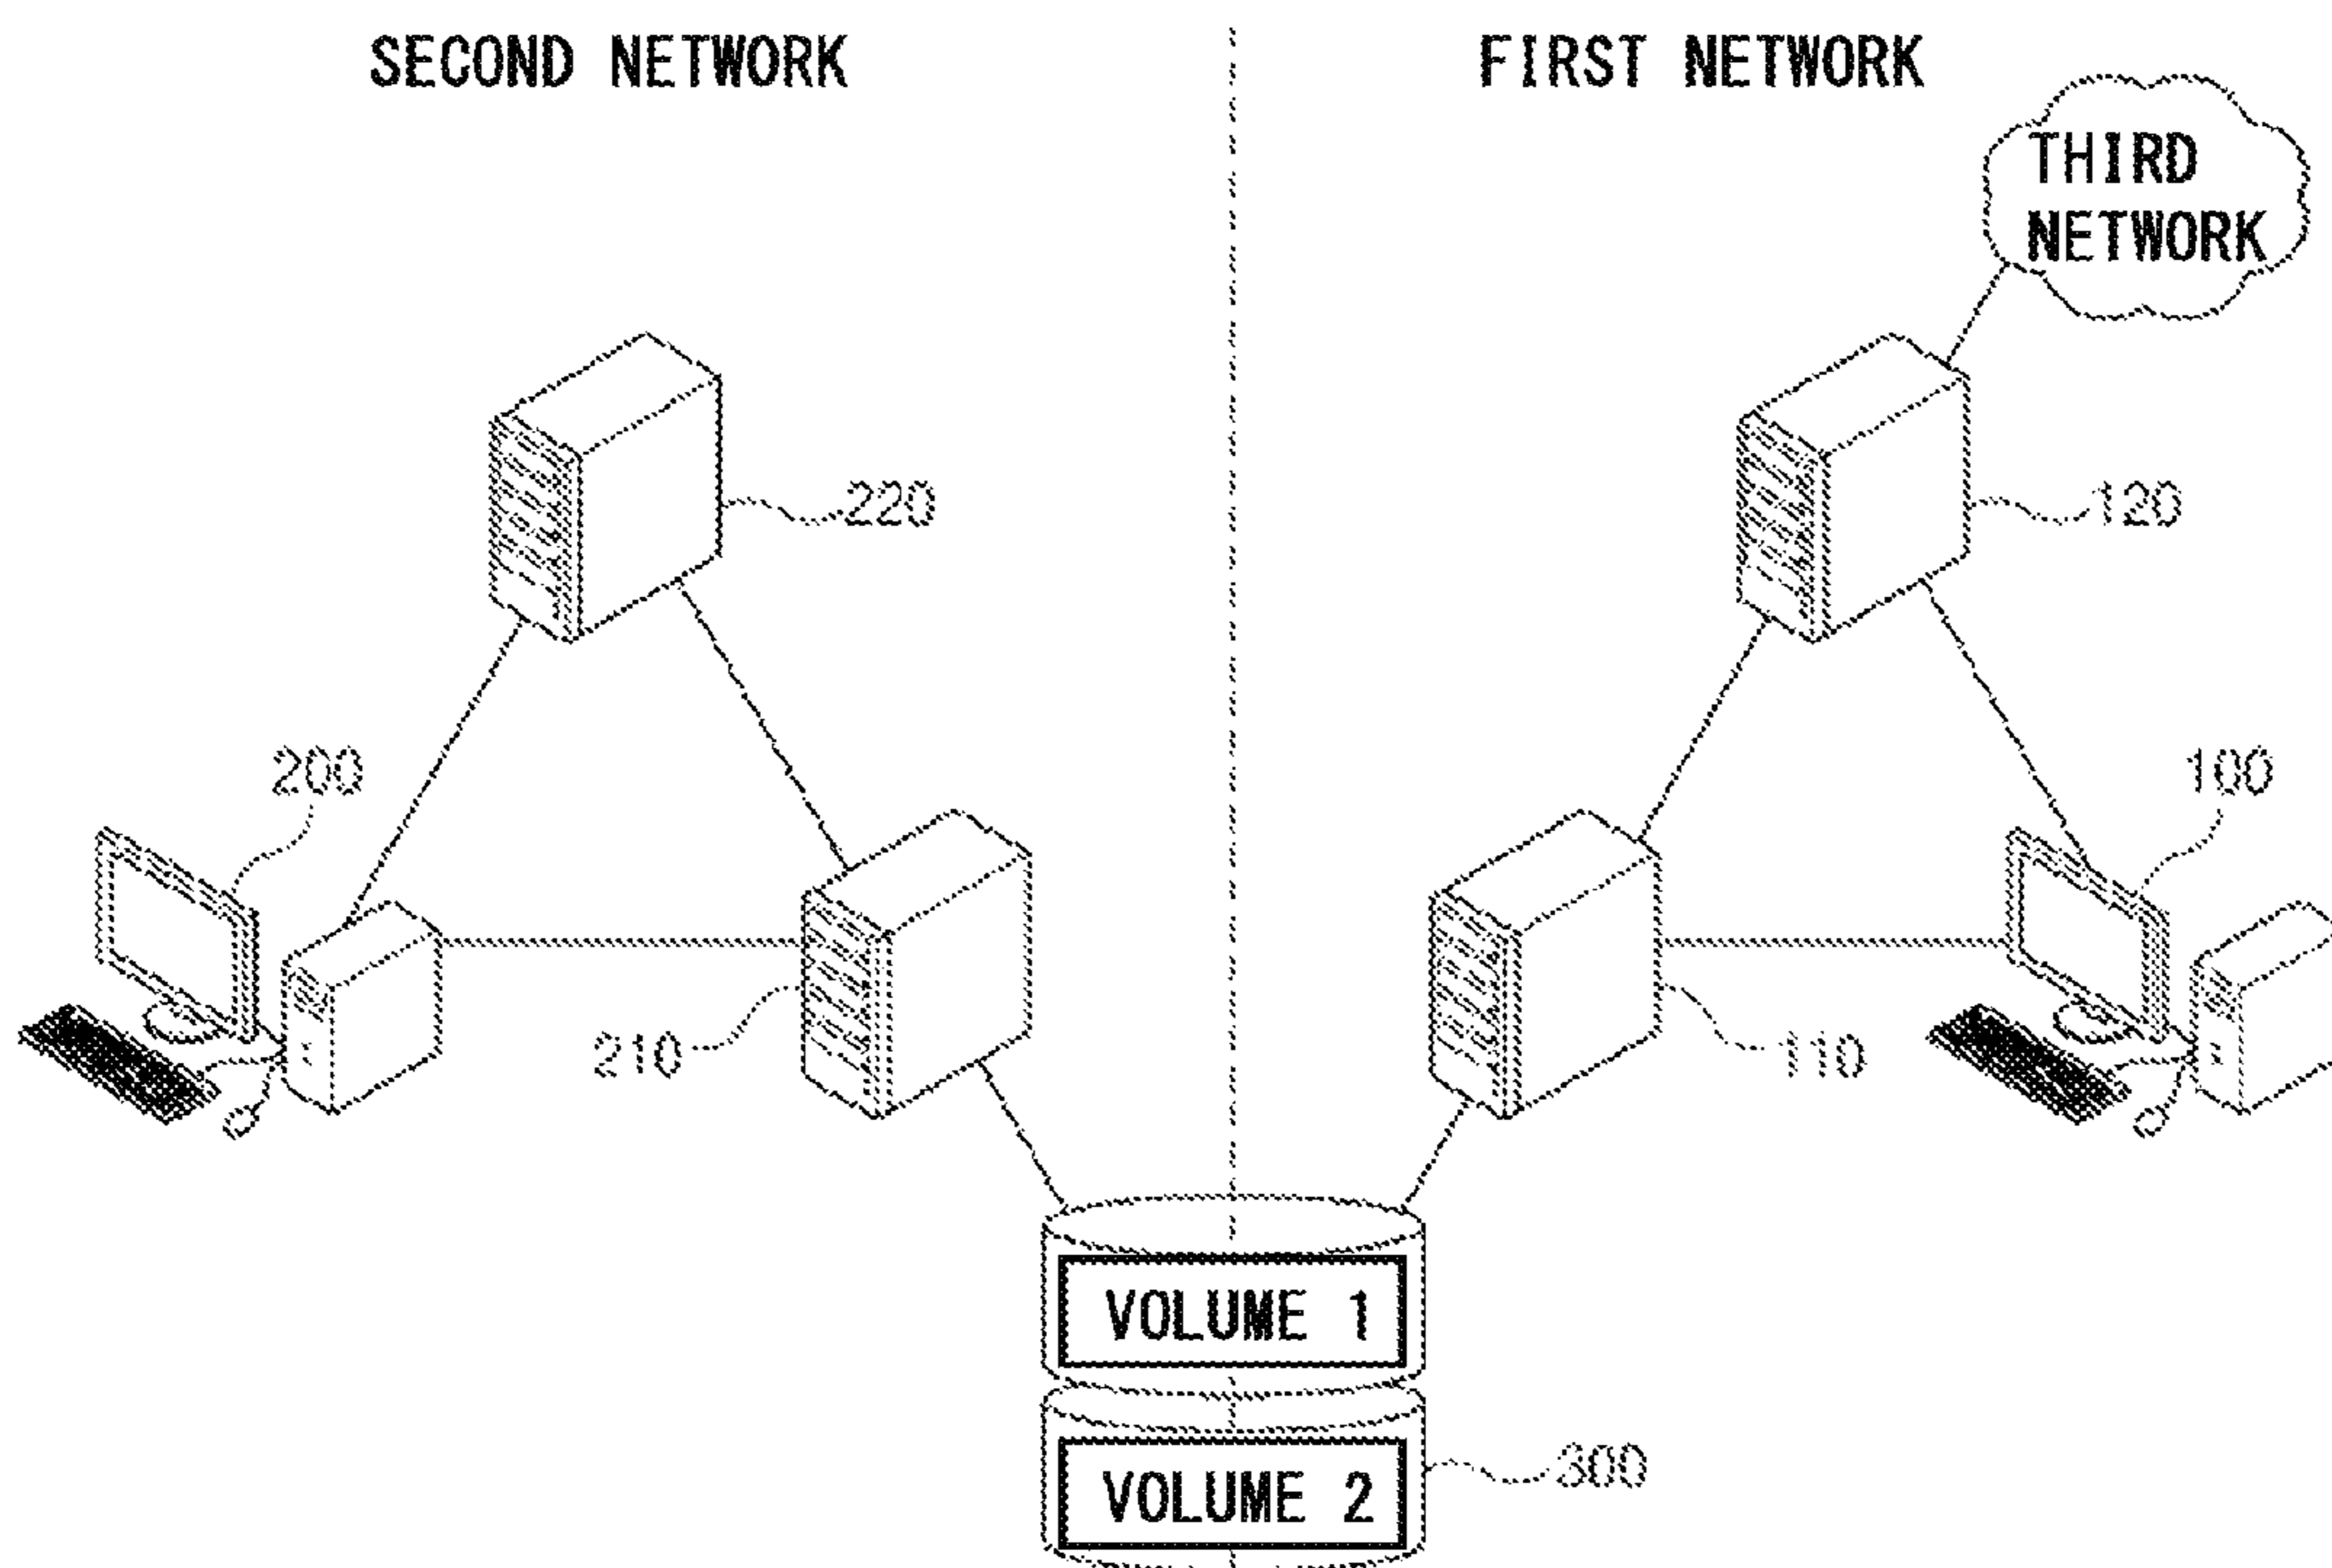 SECOND NETWORK
FIRST NETWORK
THIRD
NETWORK
220
120
200
100
210
110
VOLUME 1
VOLUME 2
300